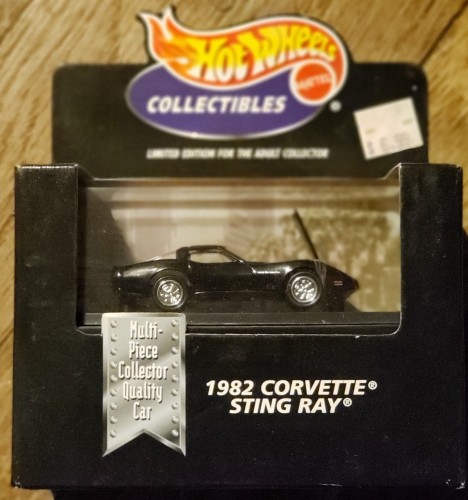 HOT WHEELS
MATTEL
COLLECTIBLES ®
LIMITED EDITION FOR THE ADULT COLLECTOR
Multi-
Piece
Collector
Quality
Car
1982 CORVETTE®
STING RAY®